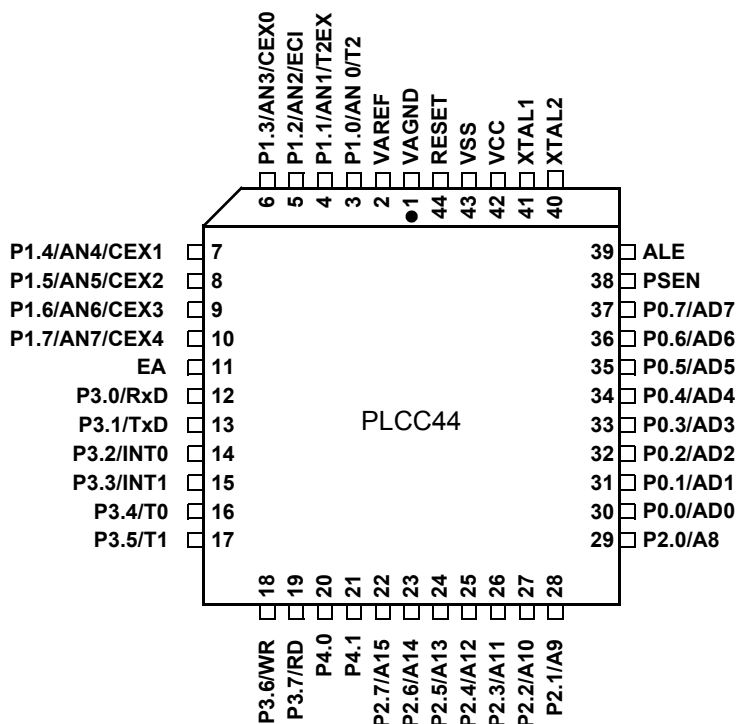 P1.3/AN3/CEX0
P1.2/AN2/ECI
P1.1/AN1/T2EX
P1.0/AN 0/T2
VAREF
VAGND
RESET
VSS
VCC
XTAL1
XTAL2
6
5
4
3
2
1
44
43
42
41
40
P1.4/AN4/CEX1 7
P1.5/AN5/CEX2 8
P1.6/AN6/CEX3 9
P1.7/AN7/CEX4 10
EA 11
P3.0/RxD 12
P3.1/TxD 13
P3.2/INT0 14
P3.3/INT1 15
P3.4/T0 16
P3.5/T1 17
PLCC44
39 ALE
38 PSEN
37 P0.7/AD7
36 P0.6/AD6
35 P0.5/AD5
34 P0.4/AD4
33 P0.3/AD3
32 P0.2/AD2
31 P0.1/AD1
30 P0.0/AD0
29 P2.0/A8
18
19
20
21
22
23
24
25
26
27
28
P3.6/WR
P3.7/RD
P4.0
P4.1
P2.7/A15
P2.6/A14
P2.5/A13
P2.4/A12
P2.3/A11
P2.2/A10
P2.1/A9